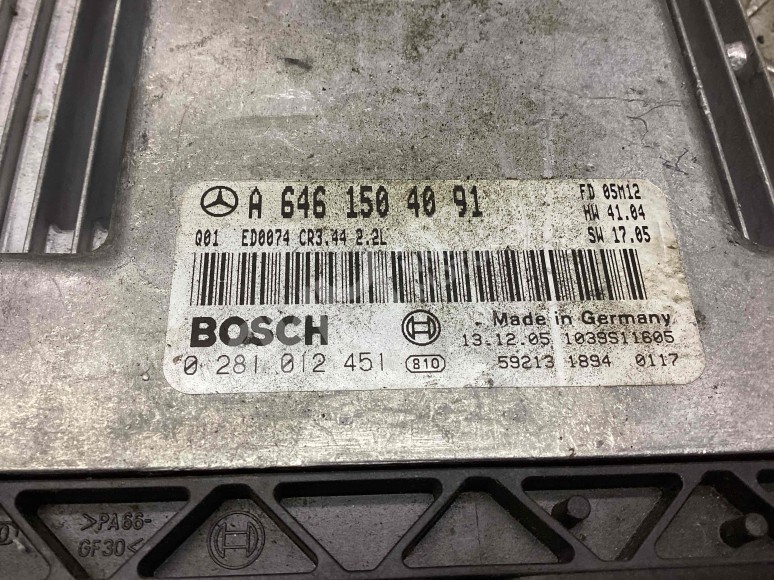 A 646 150 40 91
FD 05M12
HW 41.04
Q01 ED0074 CR3.44 2.2L
SW 17.05
BOSCH
Made in Germany
13.12.05 1039S11605
0 281 012 451 810
59213 1894 0117
>PA66-
GF30<